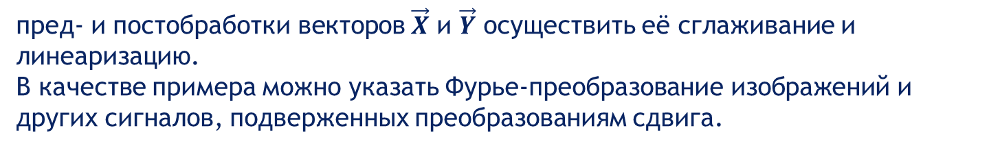 пред- и постобработки векторов $\vec{X}$ и $\vec{Y}$ осуществить её сглаживание и
линеаризацию.
В качестве примера можно указать Фурье-преобразование изображений и
других сигналов, подверженных преобразованиям сдвига.